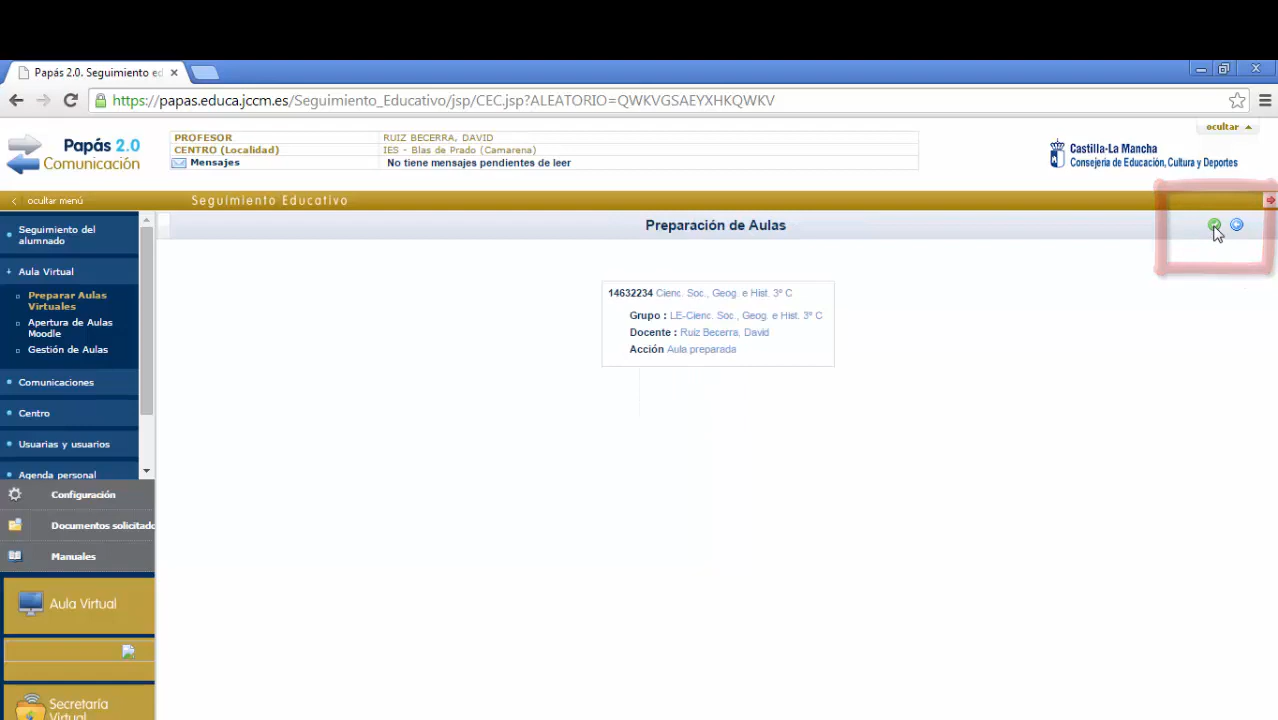 Papás 2.0. Seguimiento ed
https://papas.educa.jccm.es/Seguimiento_Educativo/jsp/CEC.jsp?ALEATORIO=QWKVGSAEYXHKQWKV
ocultar
Papás 2.0
Comunicación
PROFESOR RUIZ BECERRA, DAVID
CENTRO (Localidad) IES - Blas de Prado (Camarena)
Mensajes No tiene mensajes pendientes de leer
Castilla-La Mancha
Consejería de Educación, Cultura y Deportes
ocultar menú
Seguimiento Educativo
Preparación de Aulas
Seguimiento del
alumnado
Aula Virtual
Preparar Aulas
Virtuales
Apertura de Aulas
Moodle
Gestión de Aulas
Comunicaciones
Centro
Usuarias y usuarios
Agenda personal
Configuración
Documentos solicitado
Manuales
Aula Virtual
Secretaría
Virtual
14632234 Cienc. Soc., Geog. e Hist. 3º C
Grupo : LE-Cienc. Soc., Geog. e Hist. 3º C
Docente : Ruiz Becerra, David
Acción Aula preparada